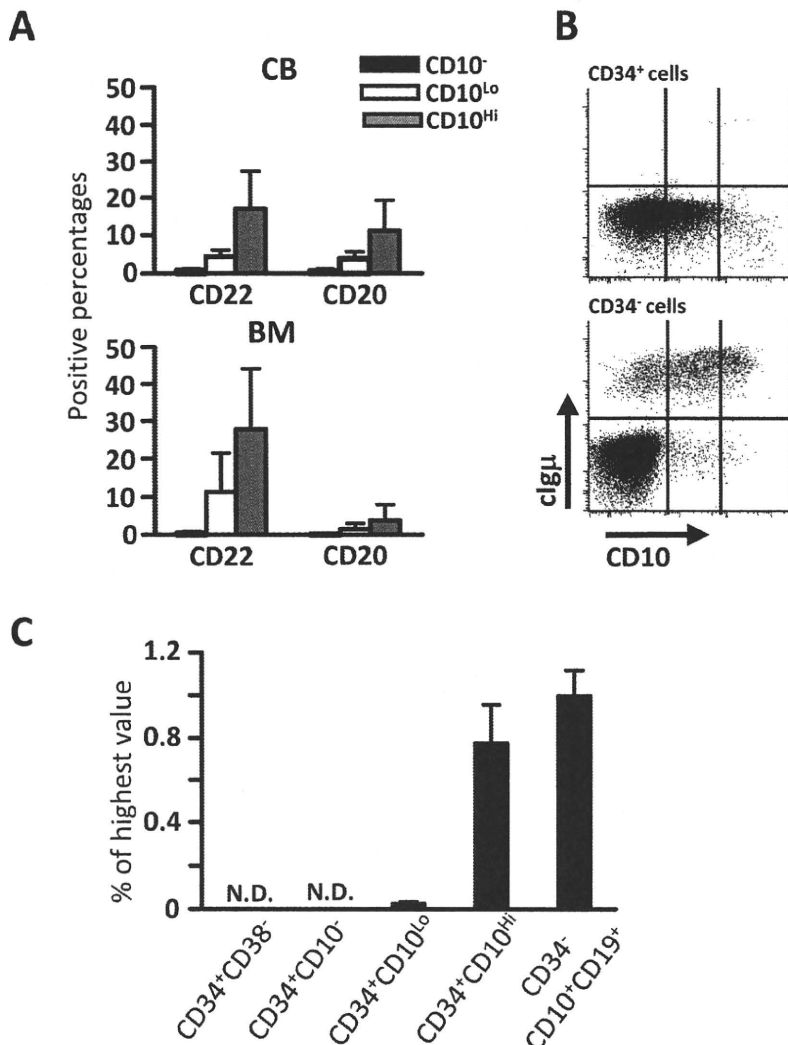 A
CB
CD10⁻
CD10ᴸᵒ
CD10ᴴⁱ
50
40
30
20
10
0
CD22 CD20
BM
50
40
30
20
10
0
CD22 CD20
Positive percentages
B
CD34⁺ cells
CD34⁻ cells
cIgμ
CD10
C
1.2
0.8
0.4
0
% of highest value
N.D. N.D.
CD34⁺CD38⁻
CD34⁺CD10⁻
CD34⁺CD10ᴸᵒ
CD34⁺CD10ᴴⁱ
CD34⁻
CD10⁺CD19⁺